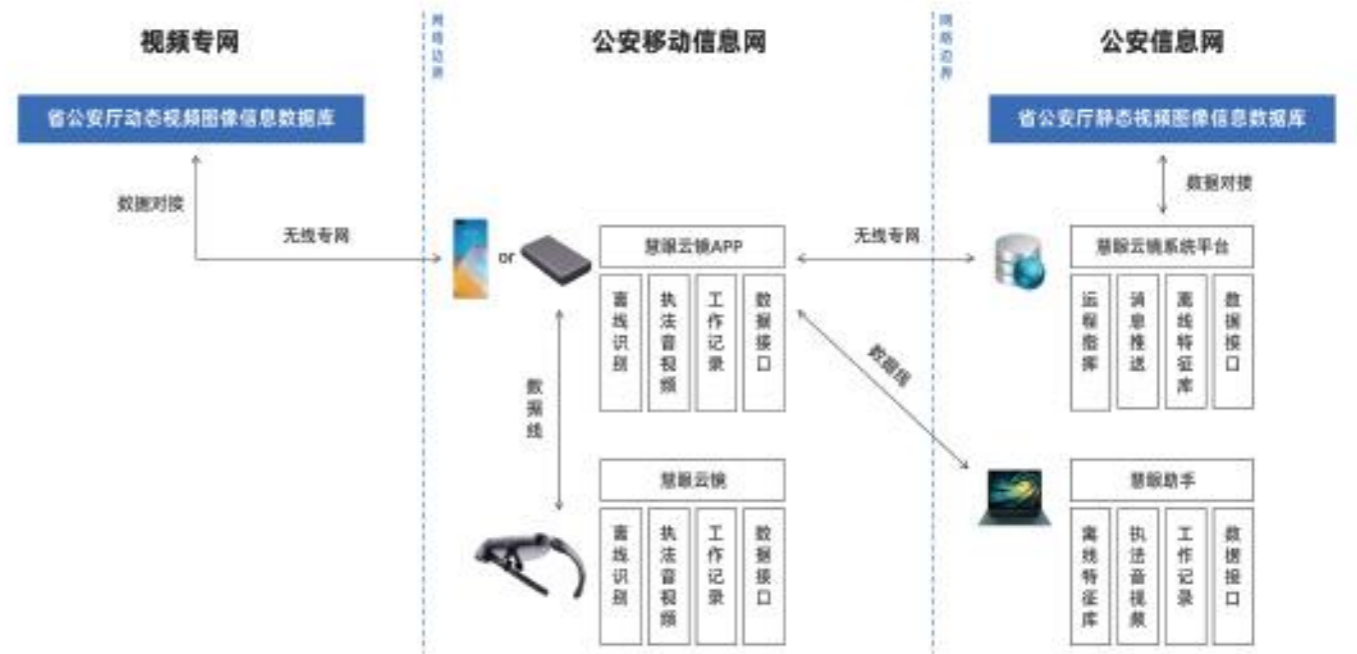 视频专网
网络边界
公安移动信息网
网络边界
公安信息网
省公安厅动态视频图像信息数据库
省公安厅静态视频图像信息数据库
数据对接
数据对接
无线专网
or
慧眼云镜APP
无线专网
慧眼云镜系统平台
离线识别
执法音视频
工作记录
数据接口
远程指挥
消息推送
离线特征库
数据接口
数据线
数据线
慧眼云镜
慧眼助手
离线识别
执法音视频
工作记录
数据接口
离线特征库
执法音视频
工作记录
数据接口